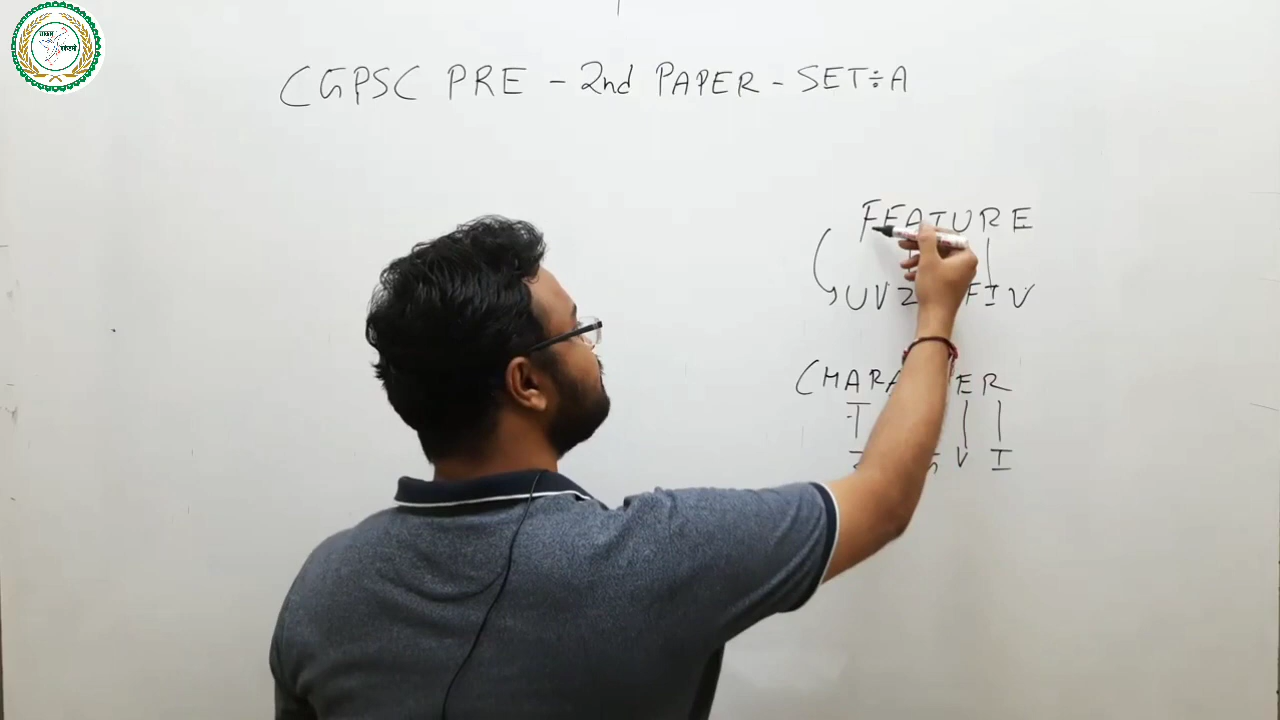 CGPSC PRE - 2nd PAPER - SET ÷ A
FEATURE
UVZ FIV
CHARA ER
V I